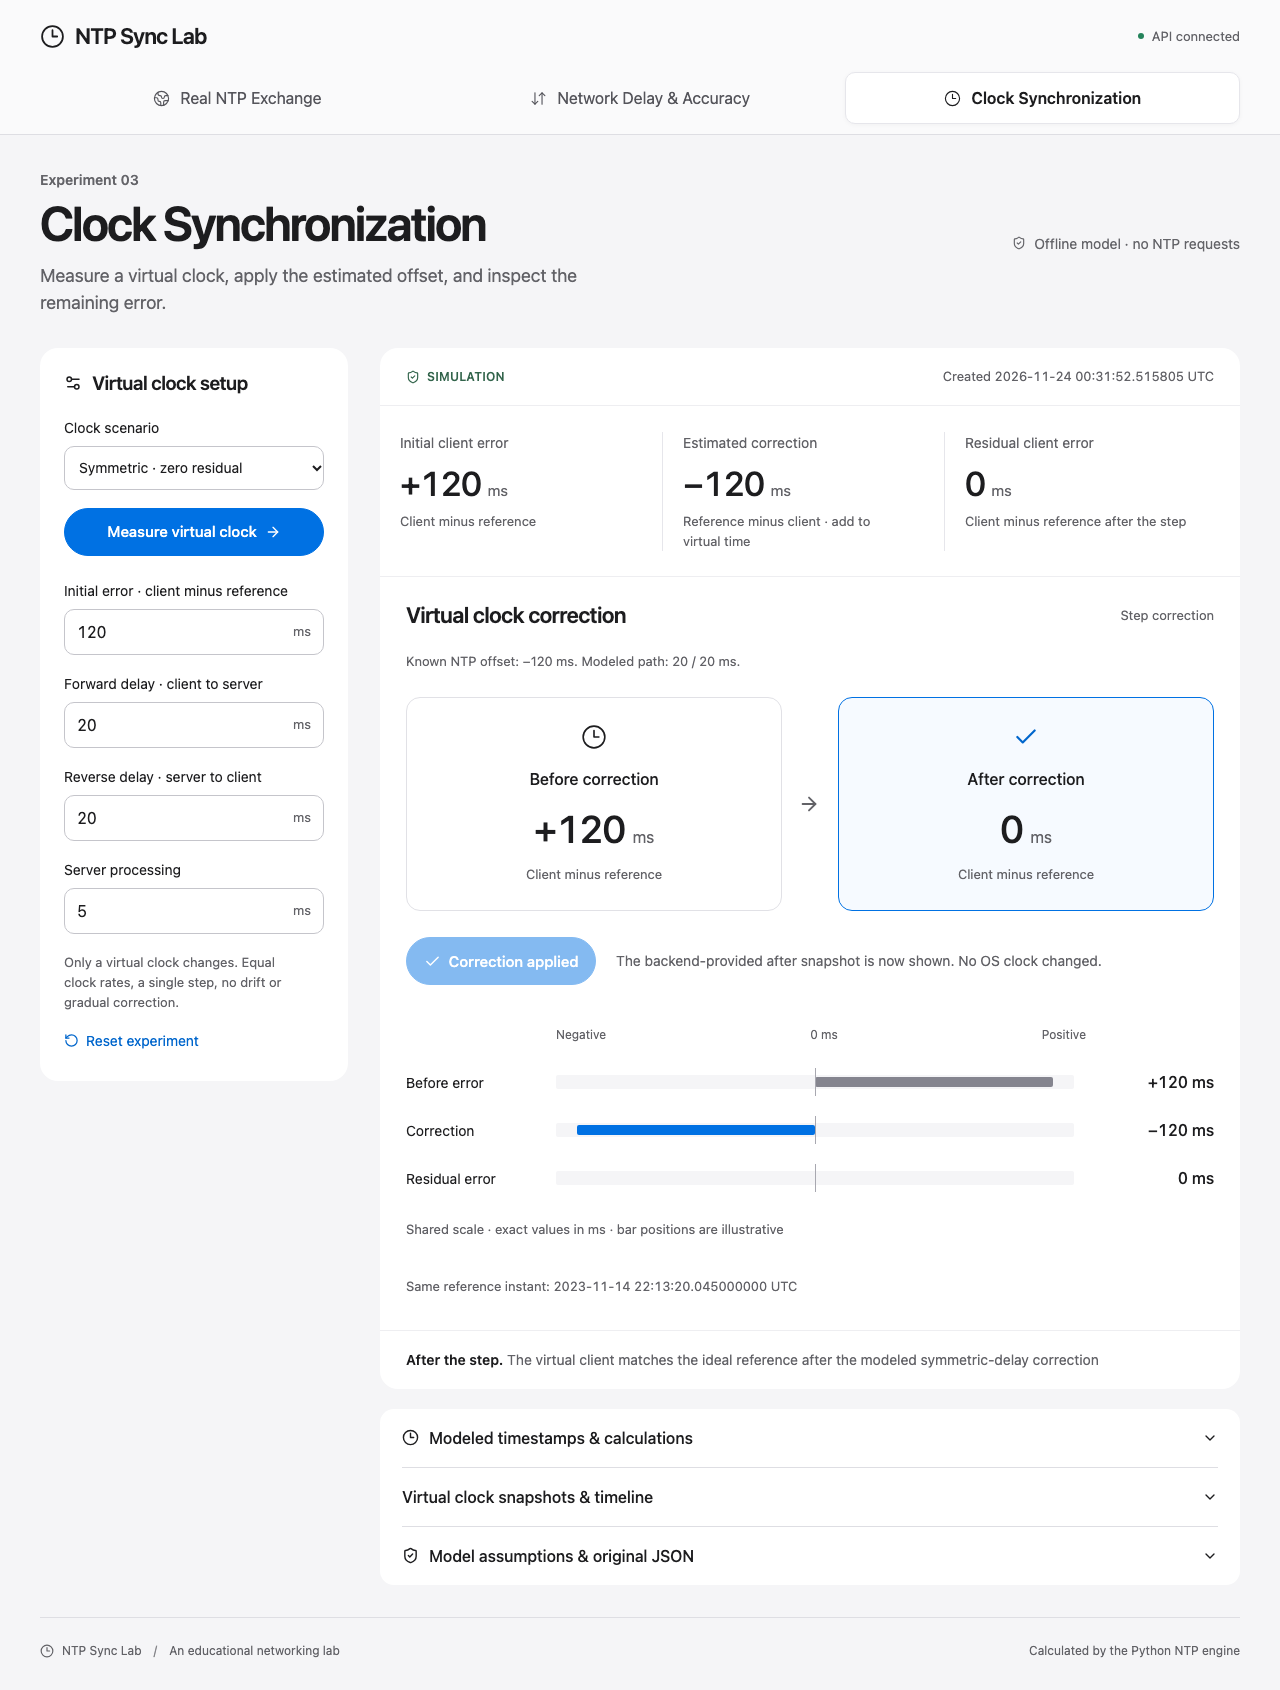 NTP Sync Lab
API connected
Real NTP Exchange
Network Delay & Accuracy
Clock Synchronization
Experiment 03
Clock Synchronization
Offline model · no NTP requests
Measure a virtual clock, apply the estimated offset, and inspect the
remaining error.
Virtual clock setup
Clock scenario
Symmetric · zero residual
Measure virtual clock
Initial error · client minus reference
120 ms
Forward delay · client to server
20 ms
Reverse delay · server to client
20 ms
Server processing
5 ms
Only a virtual clock changes. Equal
clock rates, a single step, no drift or
gradual correction.
Reset experiment
SIMULATION
Created 2026-11-24 00:31:52.515805 UTC
Initial client error
+120 ms
Client minus reference
Estimated correction
−120 ms
Reference minus client · add to
virtual time
Residual client error
0 ms
Client minus reference after the step
Virtual clock correction
Step correction
Known NTP offset: −120 ms. Modeled path: 20 / 20 ms.
Before correction
+120 ms
Client minus reference
After correction
0 ms
Client minus reference
Correction applied
The backend-provided after snapshot is now shown. No OS clock changed.
Negative 0 ms Positive
Before error +120 ms
Correction −120 ms
Residual error 0 ms
Shared scale · exact values in ms · bar positions are illustrative
Same reference instant: 2023-11-14 22:13:20.045000000 UTC
After the step. The virtual client matches the ideal reference after the modeled symmetric-delay correction
Modeled timestamps & calculations
Virtual clock snapshots & timeline
Model assumptions & original JSON
NTP Sync Lab / An educational networking lab
Calculated by the Python NTP engine